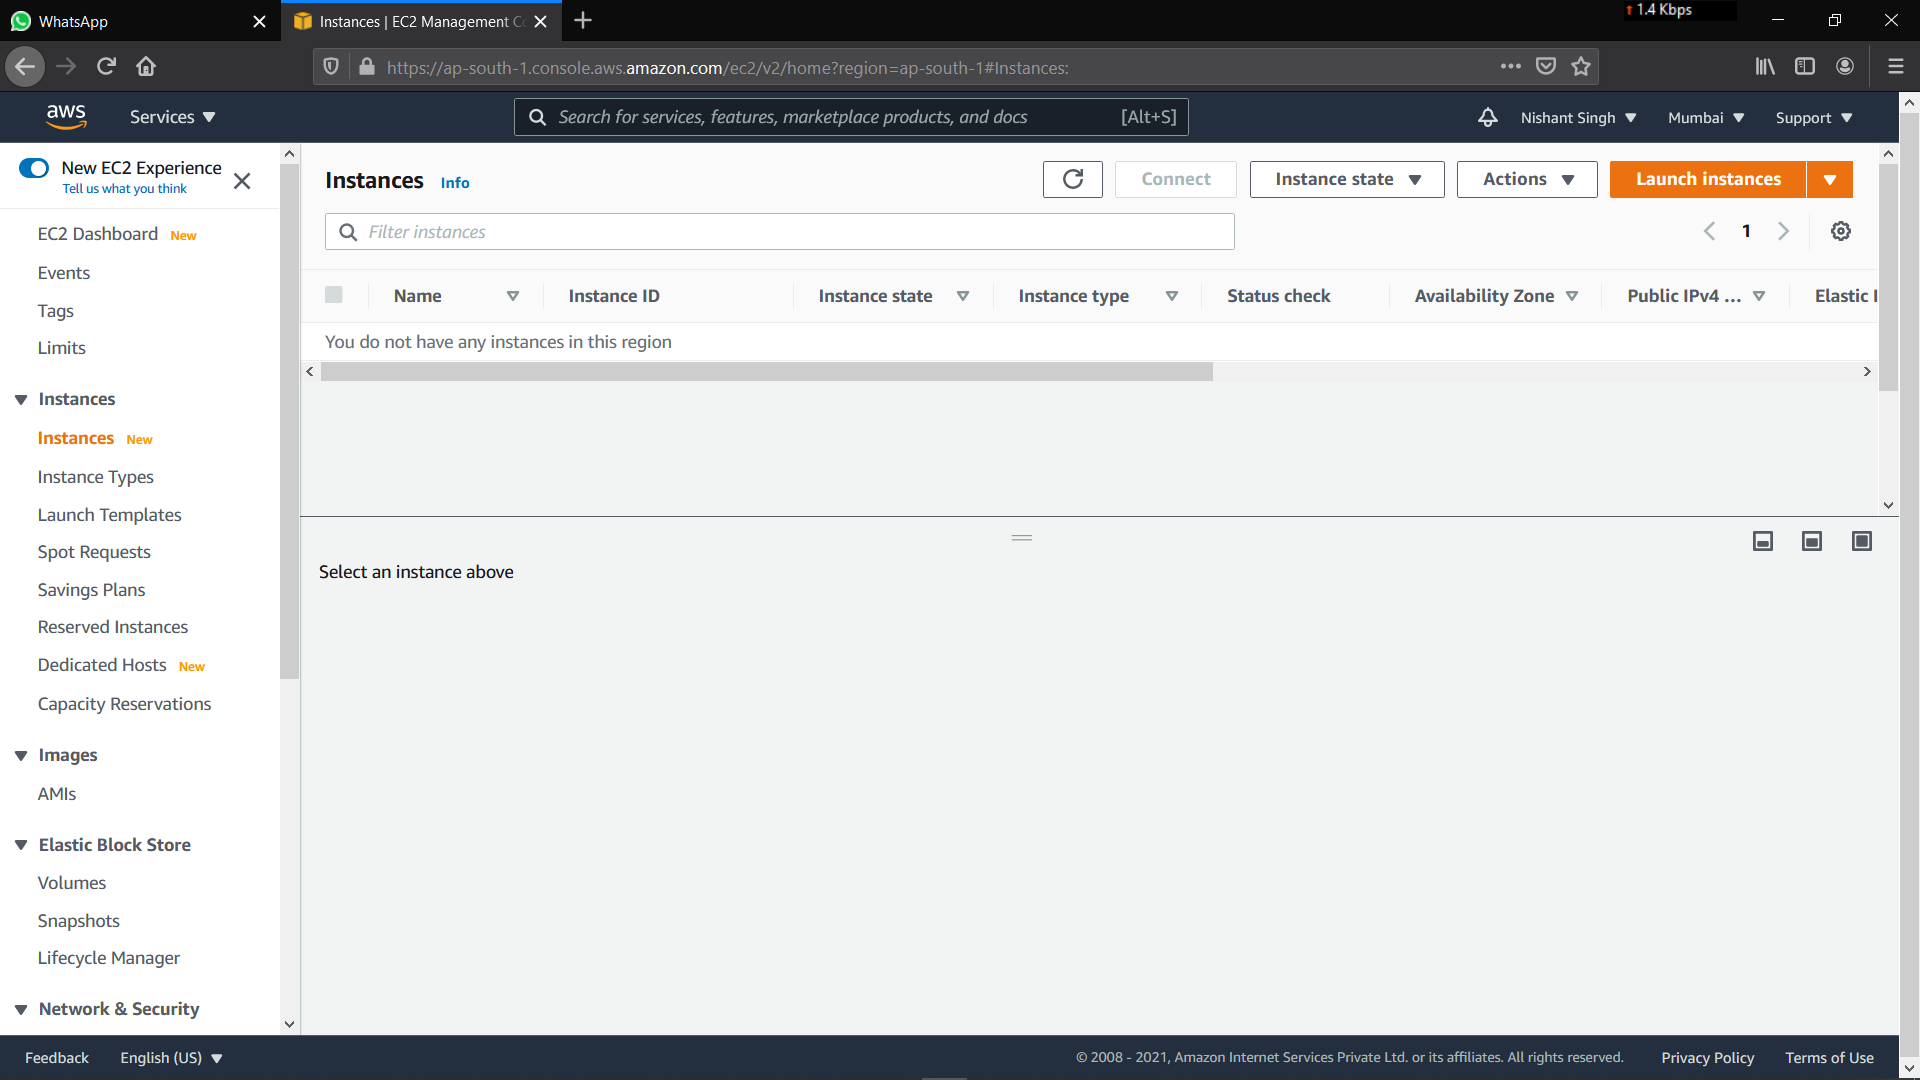 WhatsApp
Instances | EC2 Management Co
1.4 Kbps
https://ap-south-1.console.aws.amazon.com/ec2/v2/home?region=ap-south-1#Instances:
aws
Services
Search for services, features, marketplace products, and docs
[Alt+S]
Nishant Singh
Mumbai
Support
New EC2 Experience
Tell us what you think
EC2 Dashboard New
Events
Tags
Limits
Instances
Instances New
Instance Types
Launch Templates
Spot Requests
Savings Plans
Reserved Instances
Dedicated Hosts New
Capacity Reservations
Images
AMIs
Elastic Block Store
Volumes
Snapshots
Lifecycle Manager
Network & Security
Instances Info
Connect
Instance state
Actions
Launch instances
Filter instances
1
Name
Instance ID
Instance state
Instance type
Status check
Availability Zone
Public IPv4 ...
Elastic I
You do not have any instances in this region
Select an instance above
Feedback
English (US)
© 2008 - 2021, Amazon Internet Services Private Ltd. or its affiliates. All rights reserved.
Privacy Policy
Terms of Use